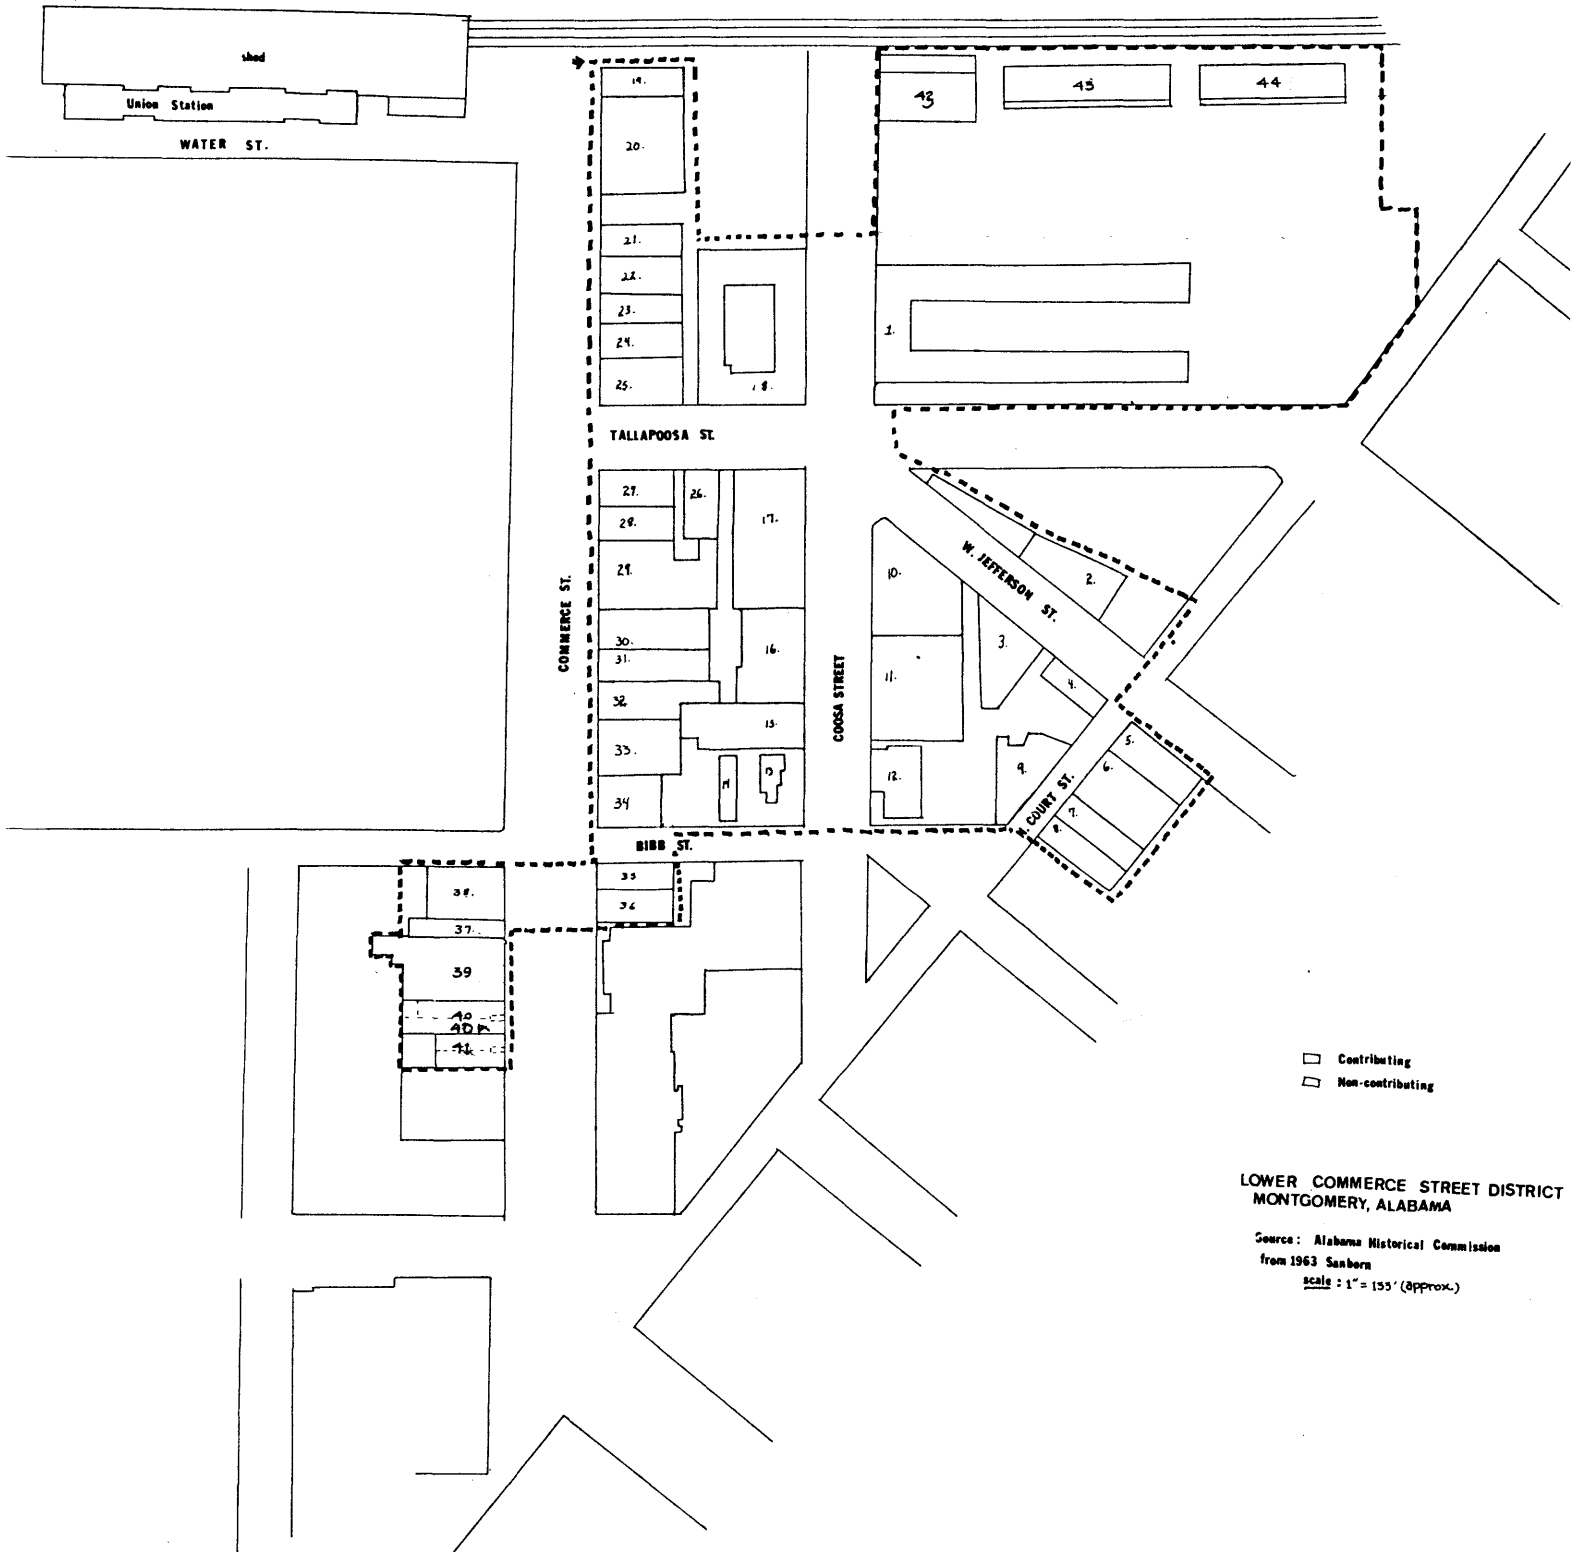 shed
Union Station
WATER ST.
19.
20.
21.
22.
23.
24.
25.
18.
42
43
44
1.
TALLAPOOSA ST.
27.
28.
29.
30.
31.
32
33.
34
26.
17.
16.
15.
14
13
COMMERCE ST.
COOSA STREET
10.
11.
12.
W. JEFFERSON ST.
2.
3.
4.
9.
N. COURT ST.
5.
6.
7.
8.
BIBB ST.
35
36
38.
37.
39
40
40A
41
Contributing
Non-contributing
LOWER COMMERCE STREET DISTRICT
MONTGOMERY, ALABAMA
Source: Alabama Historical Commission
from 1963 Sanborn
scale : 1" = 155' (approx.)